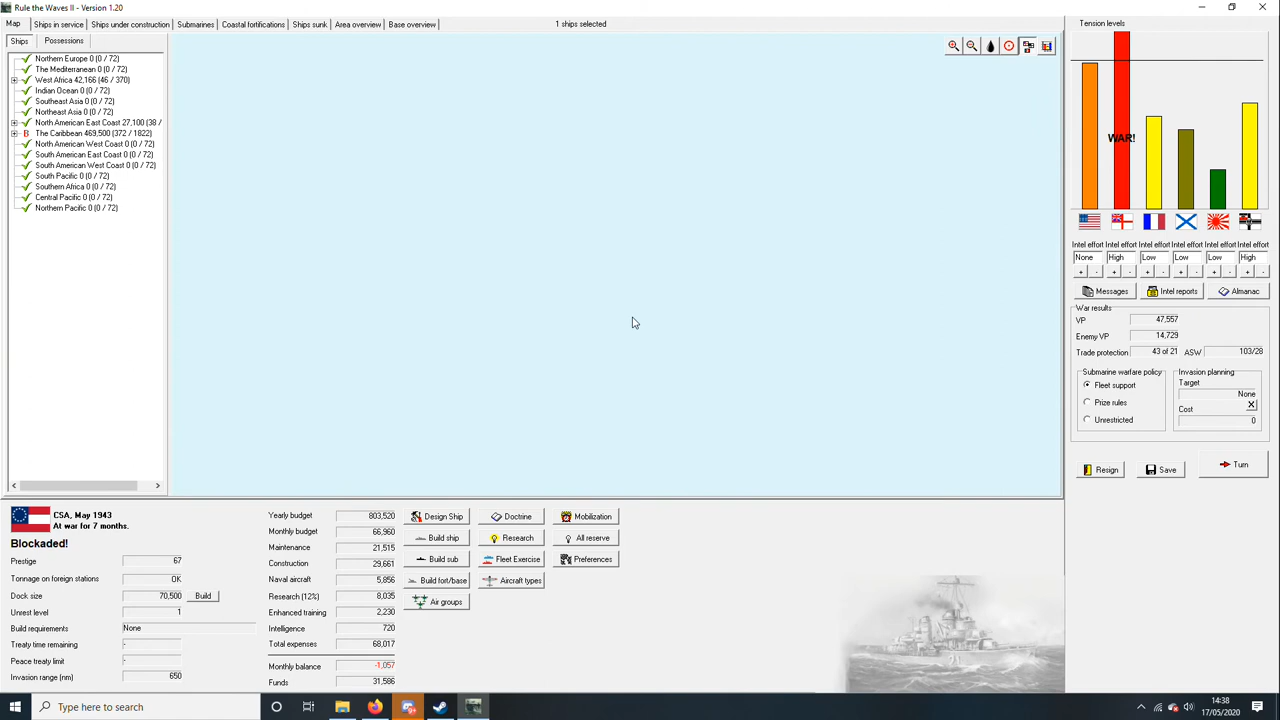 Rule the Waves II - Version 1.20
Map Ships in service Ships under construction Submarines Coastal fortifications Ships sunk Area overview Base overview 1 ships selected
Ships Possessions
Northern Europe 0 (0 / 72)
The Mediterranean 0 (0 / 72)
West Africa 42,166 (46 / 370)
Indian Ocean 0 (0 / 72)
Southeast Asia 0 (0 / 72)
Northeast Asia 0 (0 / 72)
North American East Coast 27,100 (38 /
B The Caribbean 469,500 (372 / 1822)
North American West Coast 0 (0 / 72)
South American East Coast 0 (0 / 72)
South American West Coast 0 (0 / 72)
South Pacific 0 (0 / 72)
Southern Africa 0 (0 / 72)
Central Pacific 0 (0 / 72)
Northern Pacific 0 (0 / 72)
Tension levels
WAR!
Intel effort Intel effort Intel effort Intel effort Intel effort Intel effort
None High Low Low Low High
+ - + - + - + - + - + -
Messages Intel reports Almanac
War results
VP 47,557
Enemy VP 14,729
Trade protection 43 of 21 ASW 103/28
Submarine warfare policy
Fleet support
Prize rules
Unrestricted
Invasion planning
Target
None
Cost X
0
Resign Save Turn
CSA, May 1943
At war for 7 months.
Blockaded!
Prestige 67
Tonnage on foreign stations OK
Dock size 70,500 Build
Unrest level 1
Build requirements None
Treaty time remaining -
Peace treaty limit -
Invasion range (nm) 650
Yearly budget 803,520
Monthly budget 66,960
Maintenance 21,515
Construction 29,661
Naval aircraft 5,856
Research (12%) 8,035
Enhanced training 2,230
Intelligence 720
Total expenses 68,017
Monthly balance -1,057
Funds 31,586
Design Ship Doctrine Mobilization
Build ship Research All reserve
Build sub Fleet Exercise Preferences
Build fort/base Aircraft types
Air groups
Type here to search
14:38
17/05/2020